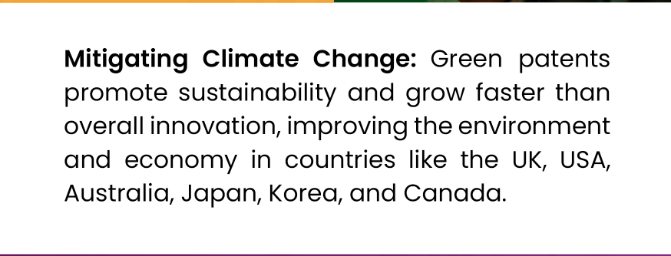 Mitigating Climate Change: Green patents
promote sustainability and grow faster than
overall innovation, improving the environment
and economy in countries like the UK, USA,
Australia, Japan, Korea, and Canada.